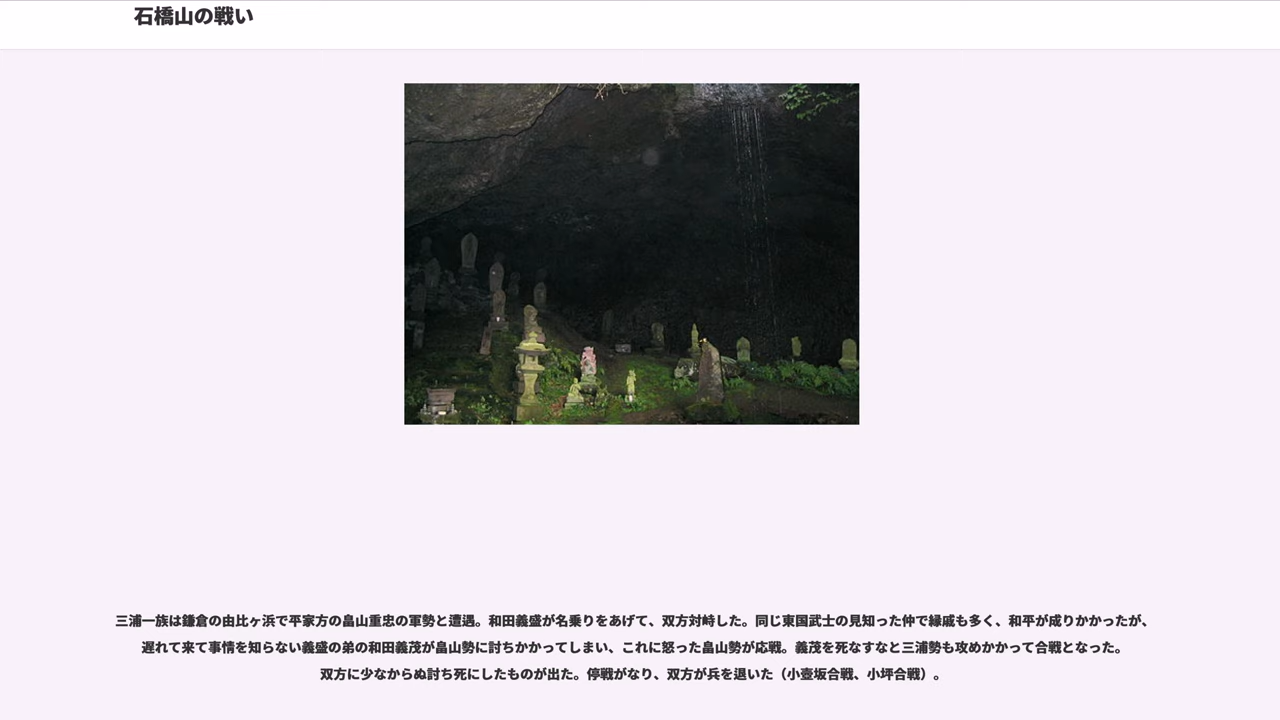 石橋山の戦い
三浦一族は鎌倉の由比ヶ浜で平家方の畠山重忠の軍勢と遭遇。和田義盛が名乗りをあげて、双方対峙した。同じ東国武士の見知った仲で縁戚も多く、和平が成りかかったが、
遅れて来て事情を知らない義盛の弟の和田義茂が畠山勢に討ちかかってしまい、これに怒った畠山勢が応戦。義茂を死なすなと三浦勢も攻めかかって合戦となった。
双方に少なからぬ討ち死にしたものが出た。停戦がなり、双方が兵を退いた（小壺坂合戦、小坪合戦）。